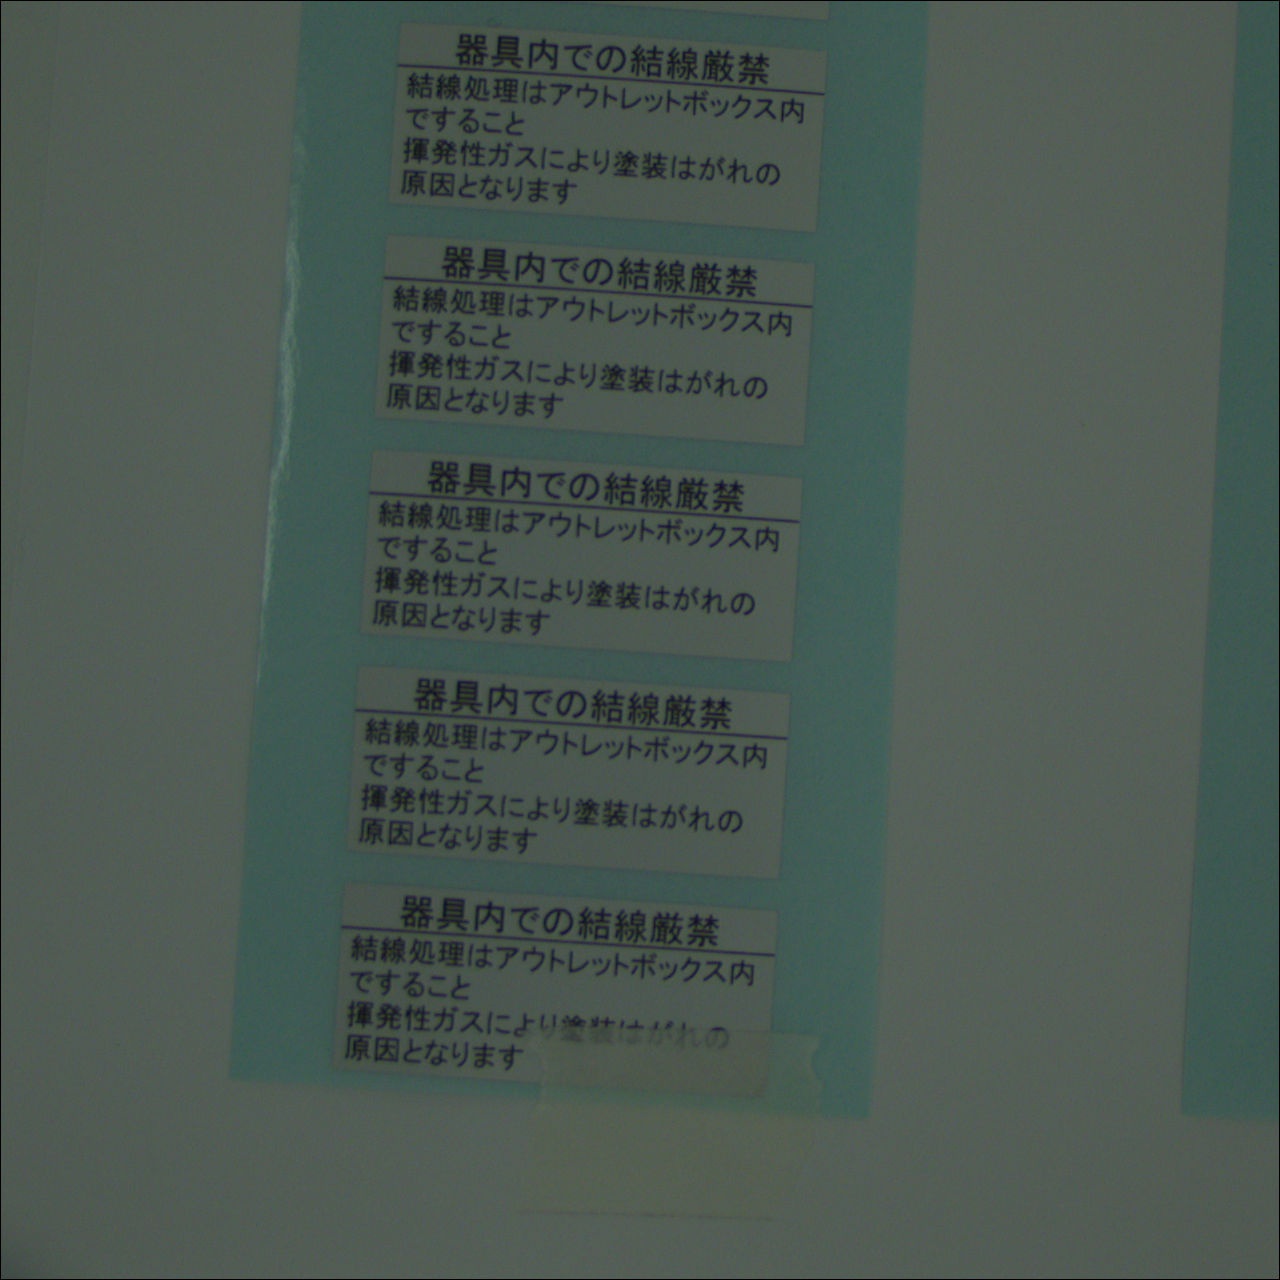 器具内での結線厳禁
結線処理はアウトレットボックス内
ですること
揮発性ガスにより塗装はがれの
原因となります
器具内での結線厳禁
結線処理はアウトレットボックス内
ですること
揮発性ガスにより塗装はがれの
原因となります
器具内での結線厳禁
結線処理はアウトレットボックス内
ですること
揮発性ガスにより塗装はがれの
原因となります
器具内での結線厳禁
結線処理はアウトレットボックス内
ですること
揮発性ガスにより塗装はがれの
原因となります
器具内での結線厳禁
結線処理はアウトレットボックス内
ですること
揮発性ガスにより塗装はがれの
原因となります